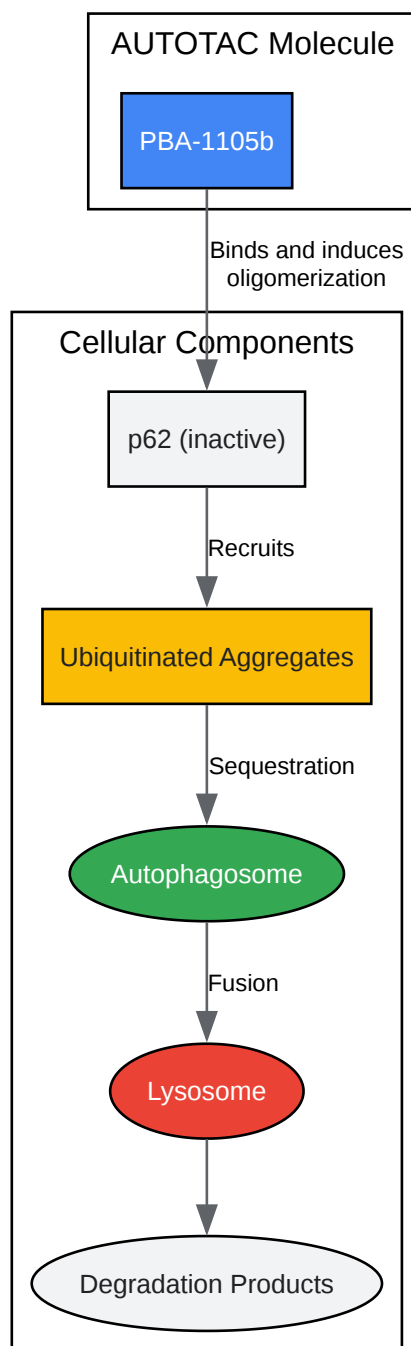 AUTOTAC Molecule
PBA-1105b
Binds and induces
oligomerization
Cellular Components
p62 (inactive)
Recruits
Ubiquitinated Aggregates
Sequestration
Autophagosome
Fusion
Lysosome
Degradation Products